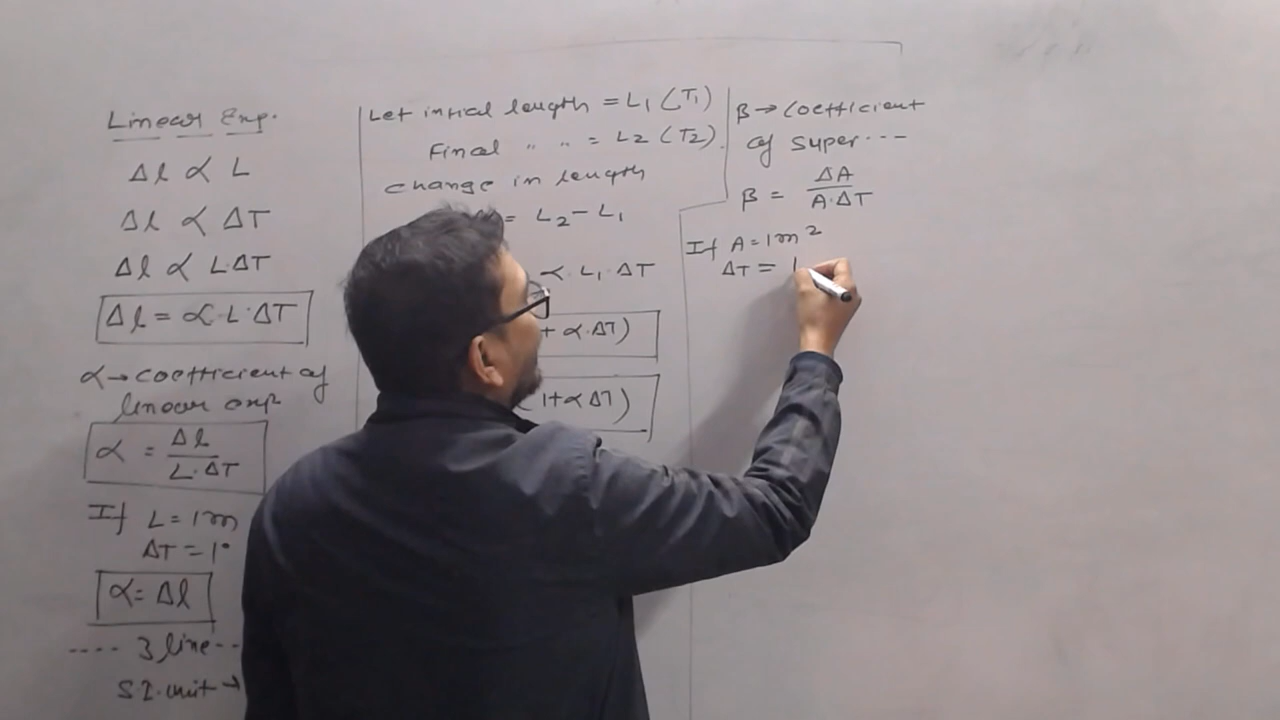 Linear Exp.
Δl ∝ L
Δl ∝ ΔT
Δl ∝ L·ΔT
Δl = α·L·ΔT
α→coefficient of
linear exp
α = Δl / L·ΔT
If L = 1m
ΔT = 1°
α = Δl
---- 3 line--
S.I. unit →
Let initial length = L₁ (T₁)
Final " " = L₂ (T₂)
change in length
= L₂ - L₁
α·L₁·ΔT
+ α·ΔT)
1+αΔT)
β→coefficient
of super---
β = ΔA / A·ΔT
If A = 1m²
ΔT = 1